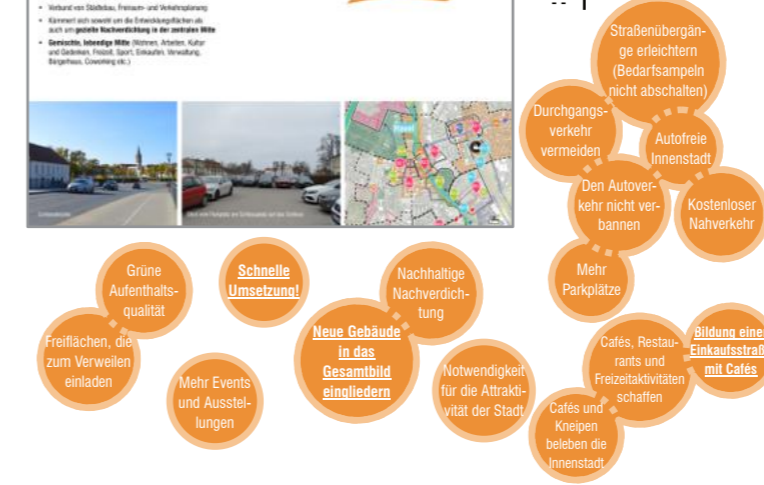 • Verbund von Städtebau, Freiraum- und Verkehrsplanung
• Kümmert sich sowohl um die Entwicklungsflächen als
auch um gezielte Nachverdichtung in der zentralen Mitte
• Gemischte, lebendige Mitte (Wohnen, Arbeiten, Kultur
und Gedenken, Freizeit, Sport, Einkaufen, Verwaltung,
Bürgerhaus, Coworking etc.)
Straßenübergän-
ge erleichtern
(Bedarfsampeln
nicht abschalten)
Durchgangs-
verkehr
vermeiden
Autofreie
Innenstadt
Den Autover-
kehr nicht ver-
bannen
Kostenloser
Nahverkehr
Mehr
Parkplätze
Grüne
Aufenthalts-
qualität
Freiflächen, die
zum Verweilen
einladen
Schnelle
Umsetzung!
Mehr Events
und Ausstel-
lungen
Nachhaltige
Nachverdich-
tung
Neue Gebäude
in das
Gesamtbild
eingliedern
Notwendigkeit
für die Attrakti-
vität der Stadt
Cafés, Restau-
rants und
Freizeitaktivitäten
schaffen
Bildung eine
Einkaufsstraß
mit Cafés
Cafés und
Kneipen
beleben die
Innenstadt